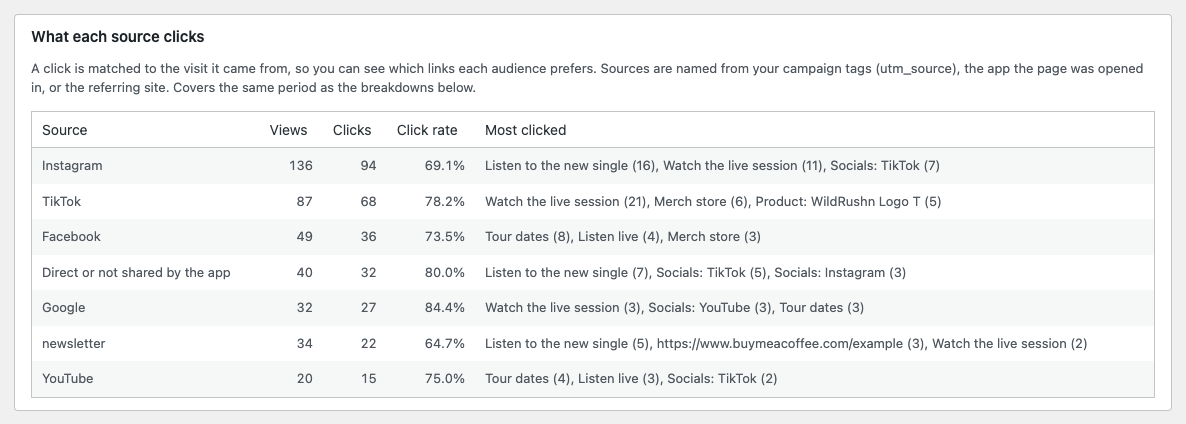 What each source clicks
A click is matched to the visit it came from, so you can see which links each audience prefers. Sources are named from your campaign tags (utm_source), the app the page was opened
in, or the referring site. Covers the same period as the breakdowns below.
Source Views Clicks Click rate Most clicked
Instagram 136 94 69.1% Listen to the new single (16), Watch the live session (11), Socials: TikTok (7)
TikTok 87 68 78.2% Watch the live session (21), Merch store (6), Product: WildRushn Logo T (5)
Facebook 49 36 73.5% Tour dates (8), Listen live (4), Merch store (3)
Direct or not shared by the app 40 32 80.0% Listen to the new single (7), Socials: TikTok (5), Socials: Instagram (3)
Google 32 27 84.4% Watch the live session (3), Socials: YouTube (3), Tour dates (3)
newsletter 34 22 64.7% Listen to the new single (5), https://www.buymeacoffee.com/example (3), Watch the live session (2)
YouTube 20 15 75.0% Tour dates (4), Listen live (3), Socials: TikTok (2)